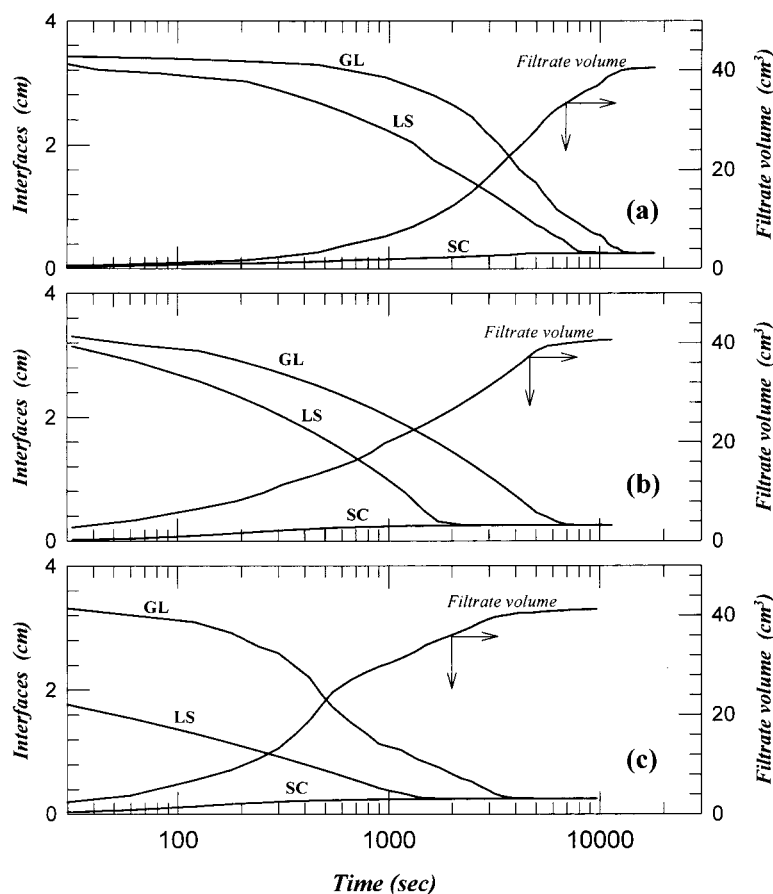 4
2
0
Interfaces (cm)
GL
LS
SC
Filtrate volume
(a)
40
20
0
Filtrate volume (cm³)
4
2
0
Interfaces (cm)
GL
LS
SC
Filtrate volume
(b)
40
20
0
Filtrate volume (cm³)
4
2
0
Interfaces (cm)
GL
LS
SC
Filtrate volume
(c)
40
20
0
Filtrate volume (cm³)
100 1000 10000
Time (sec)